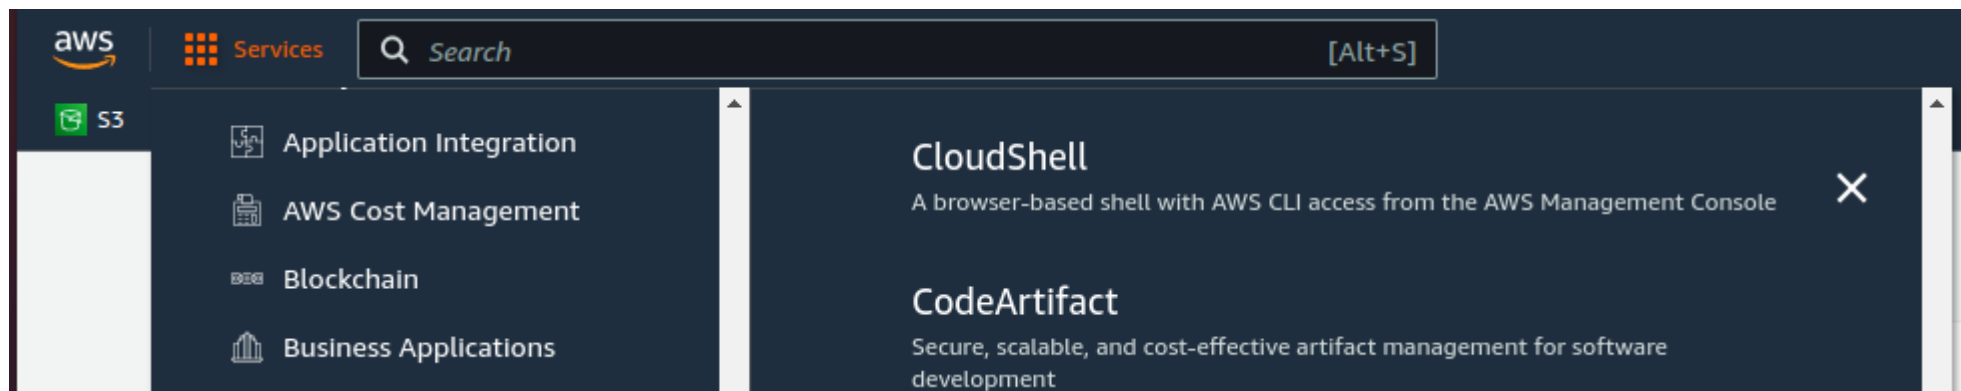 aws
Services
Search
[Alt+S]
S3
Application Integration
AWS Cost Management
Blockchain
Business Applications
CloudShell
A browser-based shell with AWS CLI access from the AWS Management Console
CodeArtifact
Secure, scalable, and cost-effective artifact management for software
development